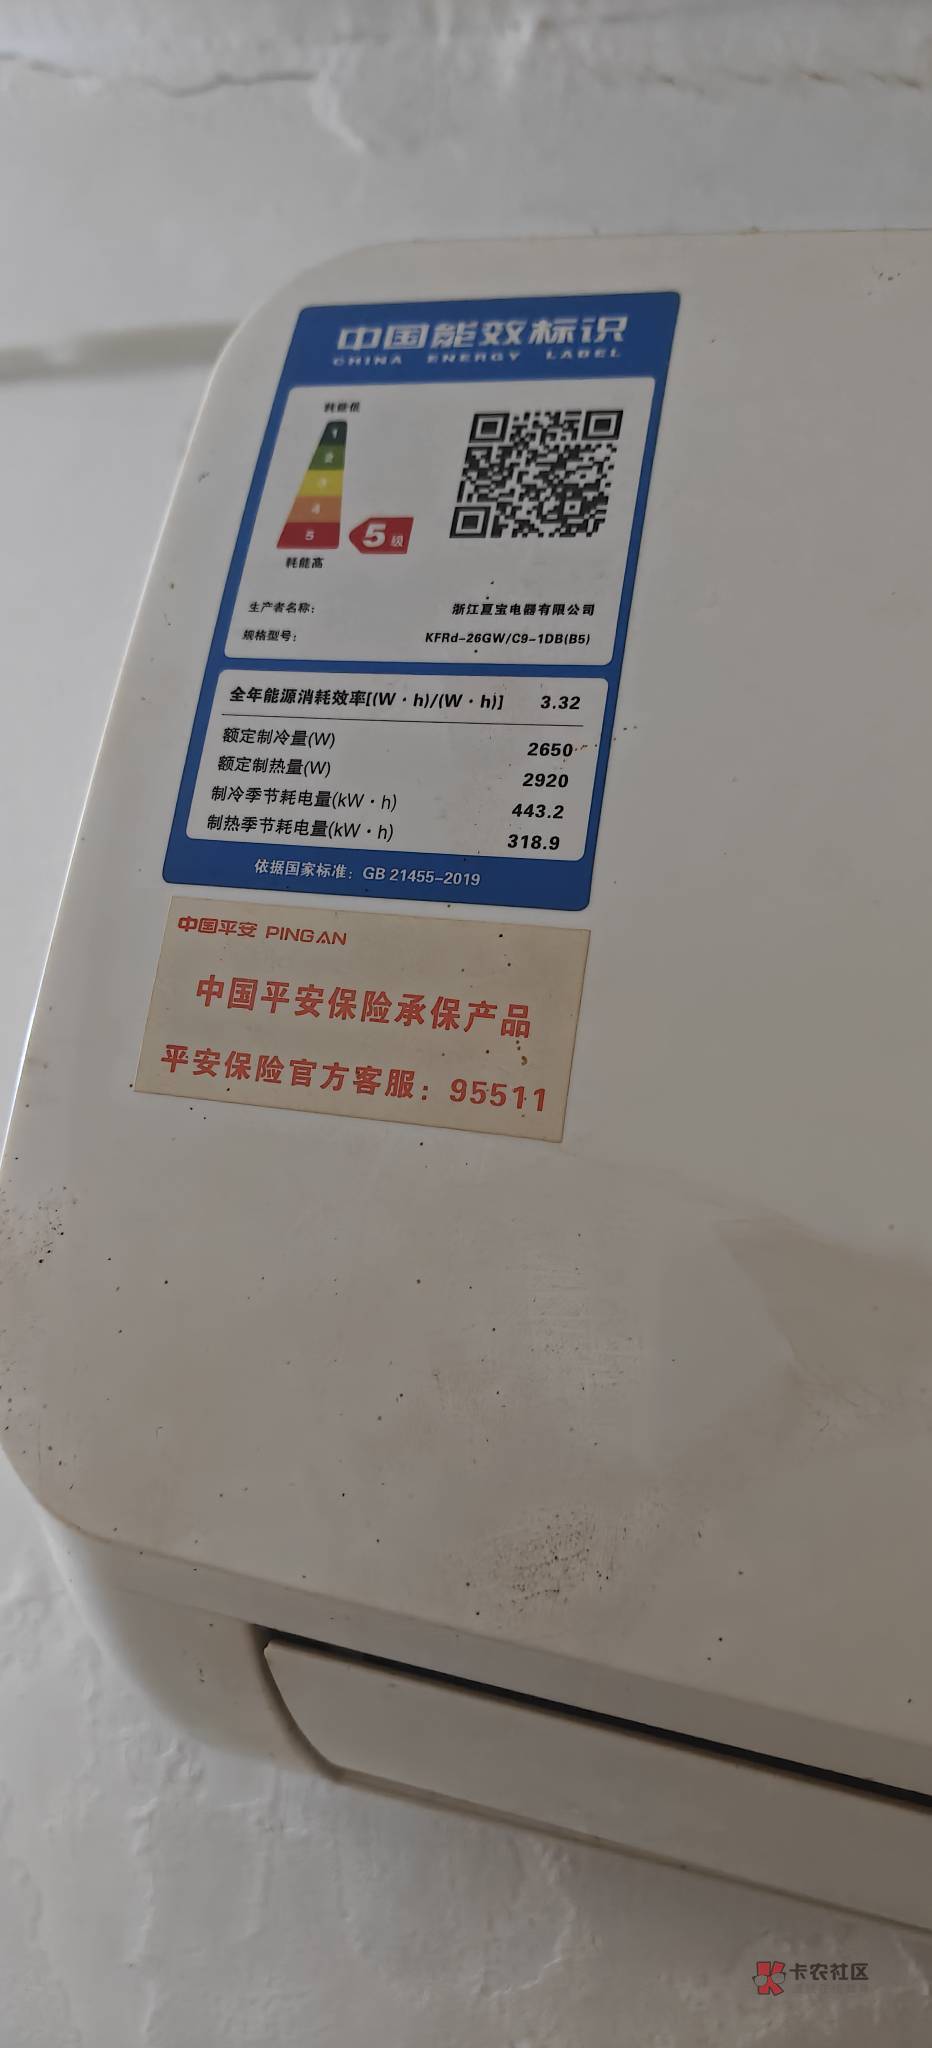 中国能效标识
CHINA ENERGY LABEL
耗能低
1
2
3
4
5
5级
耗能高
生产者名称： 浙江夏宝电器有限公司
规格型号： KFRd-26GW/C9-1DB(B5)
全年能源消耗效率[(W·h)/(W·h)] 3.32
额定制冷量(W) 2650
额定制热量(W) 2920
制冷季节耗电量(kW·h) 443.2
制热季节耗电量(kW·h) 318.9
依据国家标准：GB 21455-2019
中国平安 PINGAN
中国平安保险承保产品
平安保险官方客服：95511
卡农社区